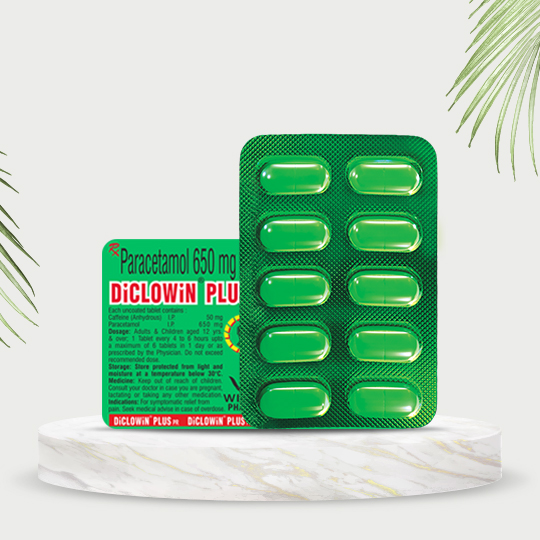 Rx
Paracetamol 650 mg
DiCLOWiN® PLU
Each uncoated tablet contains:
Caffeine (Anhydrous) I.P. 50 mg
Paracetamol I.P. 650 mg
Dosage: Adults & Children aged 12 yrs.
& over; 1 Tablet every 4 to 6 hours upto
a maximum of 6 tablets in 1 day or as
prescribed by the Physician. Do not exceed
recommended dose.
Storage: Store protected from light and
moisture at a temperature below 30°C.
Medicine: Keep out of reach of children.
Consult your doctor in case you are pregnant,
lactating or taking any other medication.
Indications: For symptomatic relief from
pain. Seek medical advice in case of overdose.
WI
PH
DiCLOWiN PLUS DiCLOWiN PLUS